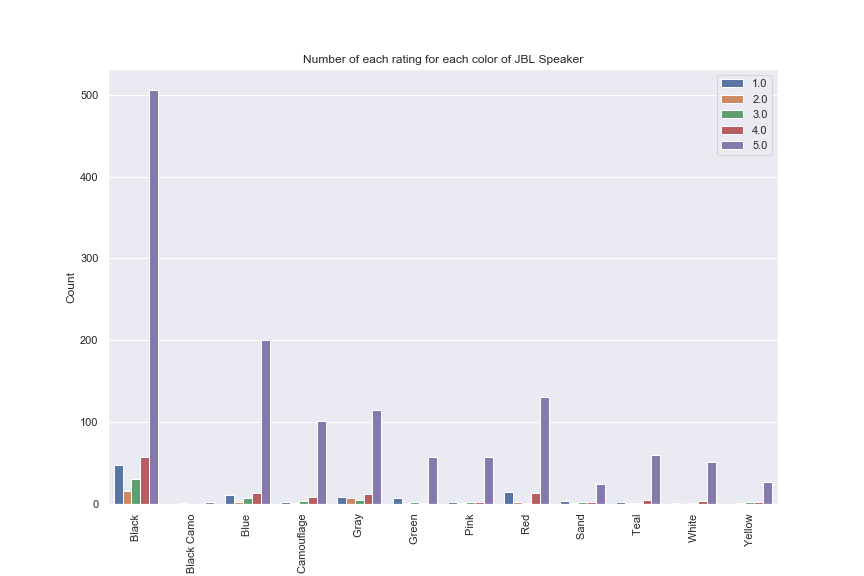 Number of each rating for each color of JBL Speaker
1.0
2.0
3.0
4.0
5.0
500
400
300
200
100
0
Count
Black
Black Camo
Blue
Camouflage
Gray
Green
Pink
Red
Sand
Teal
White
Yellow